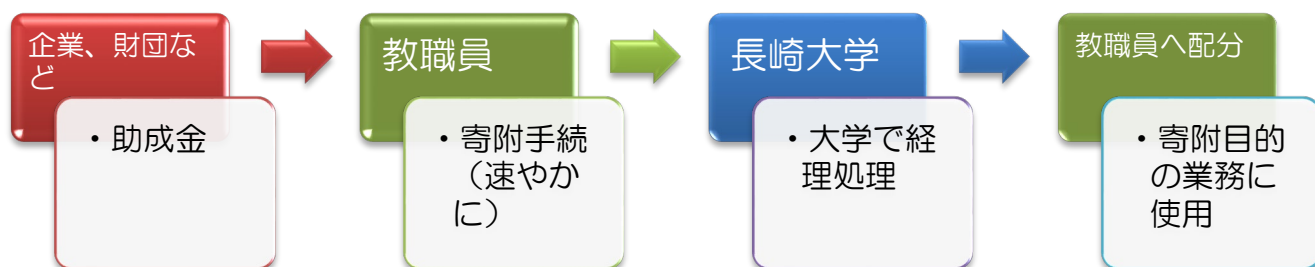 企業、財団な
ど
・助成金
教職員
・寄附手続
（速やか
に）
長崎大学
・大学で経
理処理
教職員へ配分
・寄附目的
の業務に
使用